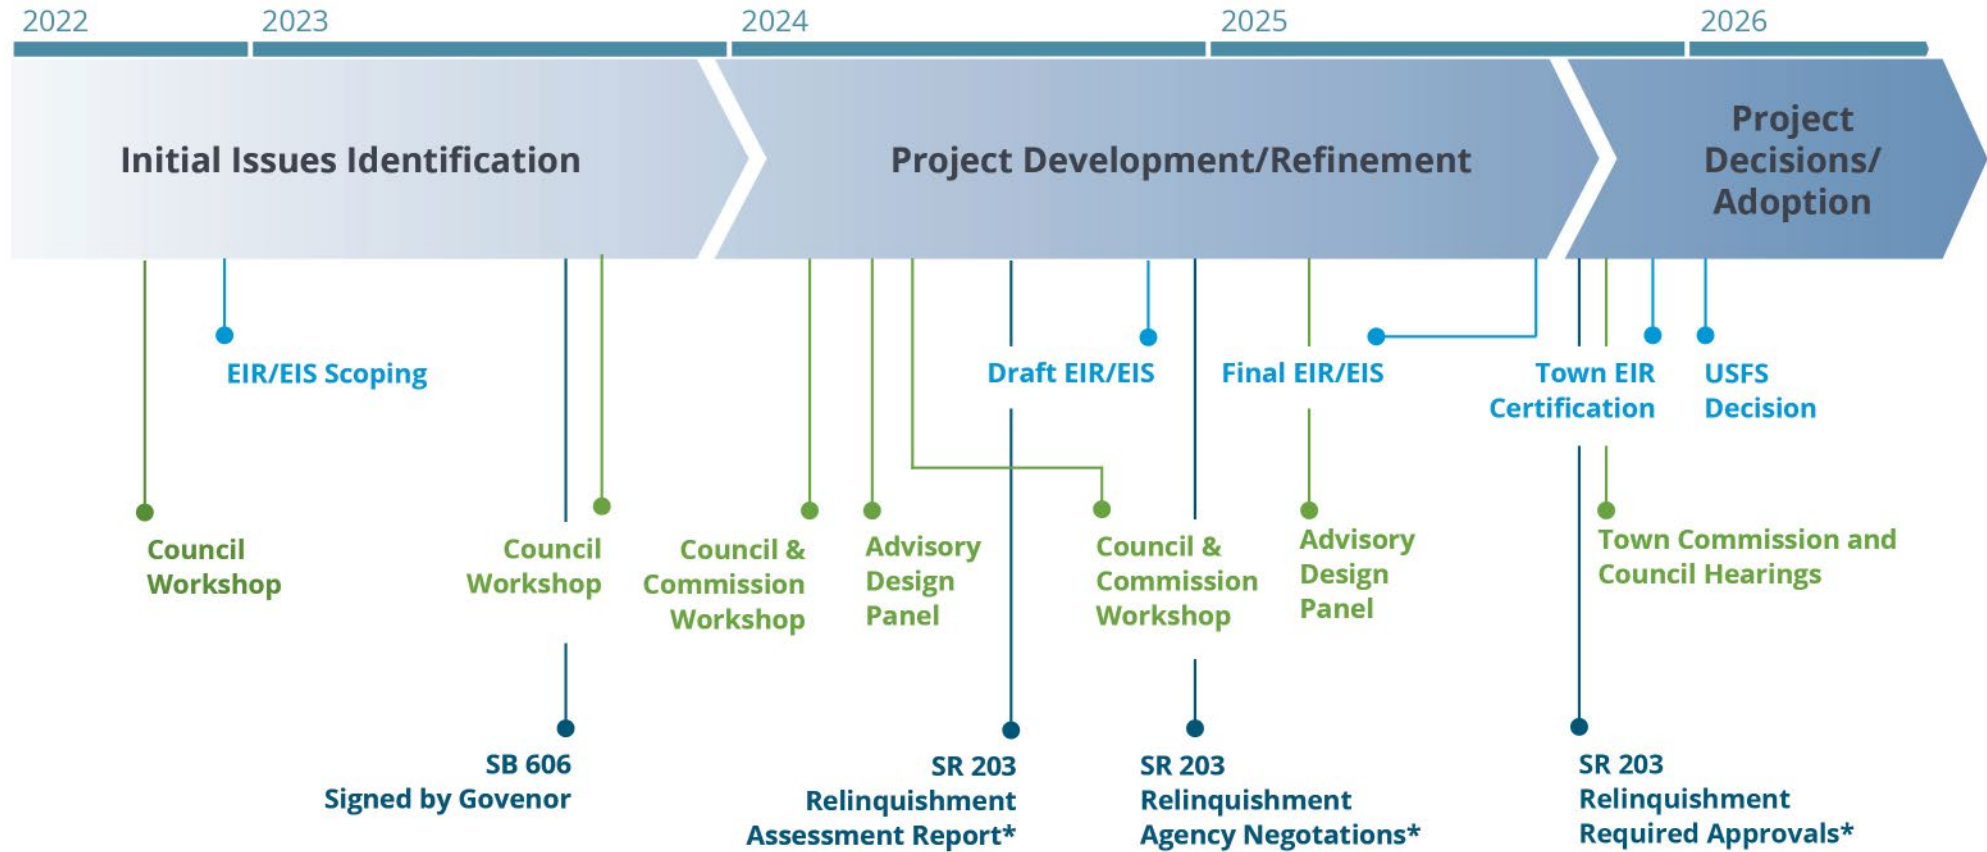 2022
2023
2024
2025
2026
Initial Issues Identification
Project Development/Refinement
Project
Decisions/
Adoption
EIR/EIS Scoping
Draft EIR/EIS
Final EIR/EIS
Town EIR
Certification
USFS
Decision
Council
Workshop
Council
Workshop
Council &
Commission
Workshop
Advisory
Design
Panel
Council &
Commission
Workshop
Advisory
Design
Panel
Town Commission and
Council Hearings
SB 606
Signed by Govenor
SR 203
Relinquishment
Assessment Report*
SR 203
Relinquishment
Agency Negotations*
SR 203
Relinquishment
Required Approvals*